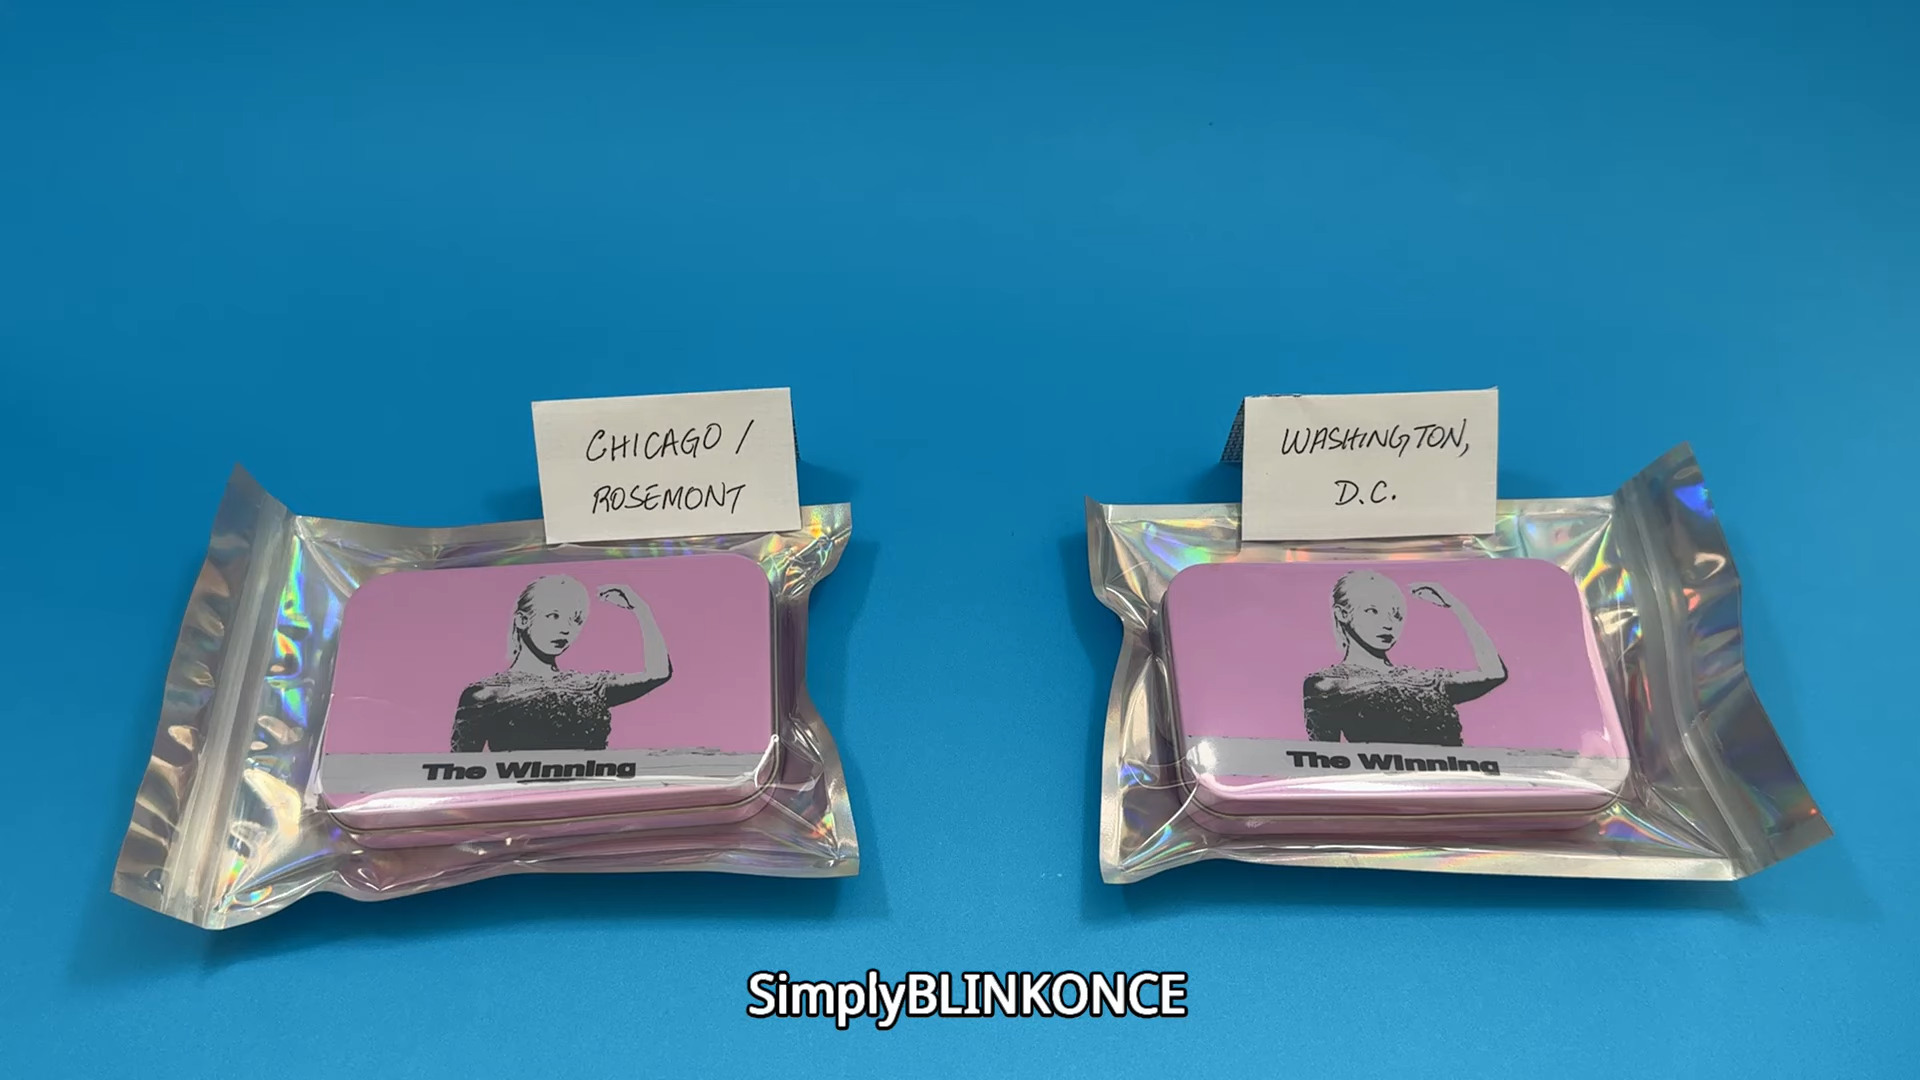 CHICAGO /
ROSEMONT
WASHINGTON,
D.C.
The Winning
The Winning
SimplyBLINKONCE